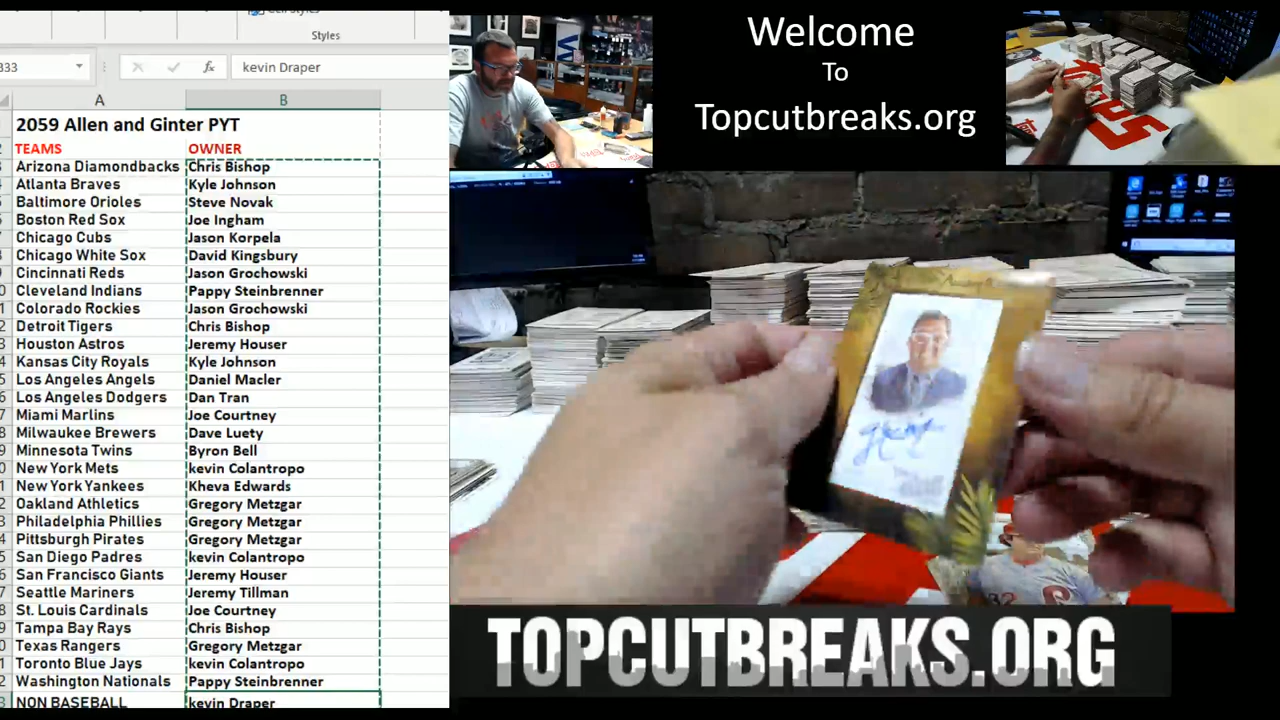 Styles
333
fx
kevin Draper
A
B
2059 Allen and Ginter PYT
TEAMS OWNER
Arizona Diamondbacks Chris Bishop
Atlanta Braves Kyle Johnson
Baltimore Orioles Steve Novak
Boston Red Sox Joe Ingham
Chicago Cubs Jason Korpela
Chicago White Sox David Kingsbury
Cincinnati Reds Jason Grochowski
Cleveland Indians Pappy Steinbrenner
Colorado Rockies Jason Grochowski
Detroit Tigers Chris Bishop
Houston Astros Jeremy Houser
Kansas City Royals Kyle Johnson
Los Angeles Angels Daniel Macler
Los Angeles Dodgers Dan Tran
Miami Marlins Joe Courtney
Milwaukee Brewers Dave Luety
Minnesota Twins Byron Bell
New York Mets kevin Colantropo
New York Yankees Kheva Edwards
Oakland Athletics Gregory Metzgar
Philadelphia Phillies Gregory Metzgar
Pittsburgh Pirates Gregory Metzgar
San Diego Padres kevin Colantropo
San Francisco Giants Jeremy Houser
Seattle Mariners Jeremy Tillman
St. Louis Cardinals Joe Courtney
Tampa Bay Rays Chris Bishop
Texas Rangers Gregory Metzgar
Toronto Blue Jays kevin Colantropo
Washington Nationals Pappy Steinbrenner
NON BASEBALL kevin Draper
Welcome
To
Topcutbreaks.org
TOPCUTBREAKS.ORG